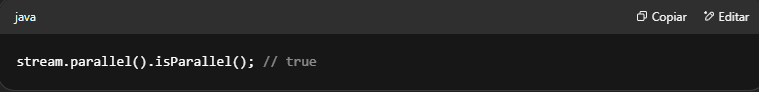 java Copiar Editar
stream.parallel().isParallel(); // true